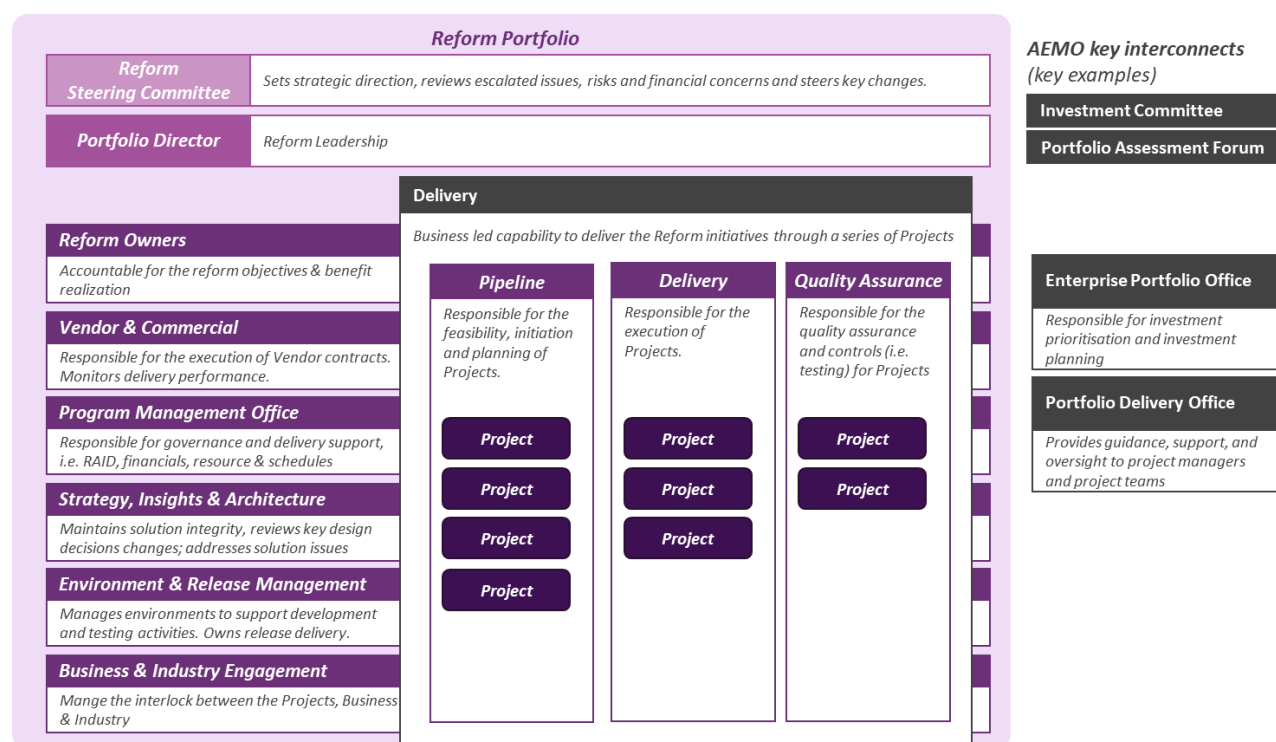 Reform Portfolio
Reform
Steering Committee
Sets strategic direction, reviews escalated issues, risks and financial concerns and steers key changes.
Portfolio Director
Reform Leadership
Reform Owners
Accountable for the reform objectives & benefit
realization
Vendor & Commercial
Responsible for the execution of Vendor contracts.
Monitors delivery performance.
Program Management Office
Responsible for governance and delivery support,
i.e. RAID, financials, resource & schedules
Strategy, Insights & Architecture
Maintains solution integrity, reviews key design
decisions changes; addresses solution issues
Environment & Release Management
Manages environments to support development
and testing activities. Owns release delivery.
Business & Industry Engagement
Mange the interlock between the Projects, Business
& Industry
Delivery
Business led capability to deliver the Reform initiatives through a series of Projects
Pipeline
Responsible for the
feasibility, initiation
and planning of
Projects.
Project
Project
Project
Project
Delivery
Responsible for the
execution of
Projects.
Project
Project
Project
Quality Assurance
Responsible for the
quality assurance
and controls (i.e.
testing) for Projects
Project
Project
AEMO key interconnects
(key examples)
Investment Committee
Portfolio Assessment Forum
Enterprise Portfolio Office
Responsible for investment
prioritisation and investment
planning
Portfolio Delivery Office
Provides guidance, support, and
oversight to project managers
and project teams